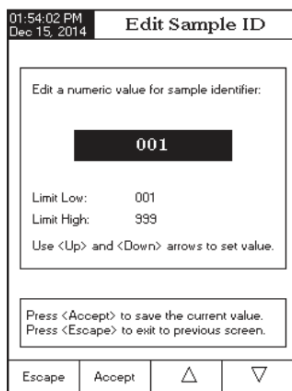 01:54:02 PM
Dec 15, 2014
Edit Sample ID
Edit a numeric value for sample identifier:
001
Limit Low: 001
Limit High: 999
Use <Up> and <Down> arrows to set value.
Press <Accept> to save the current value.
Press <Escape> to exit to previous screen.
Escape Accept △ ▽